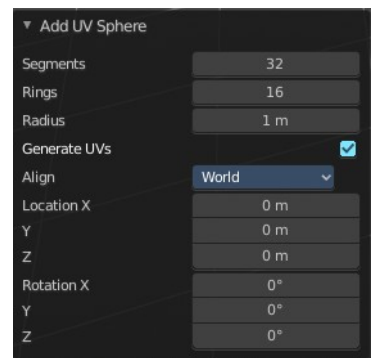 Add UV Sphere
Segments 32
Rings 16
Radius 1 m
Generate UVs
Align World
Location X 0 m
Y 0 m
Z 0 m
Rotation X 0°
Y 0°
Z 0°